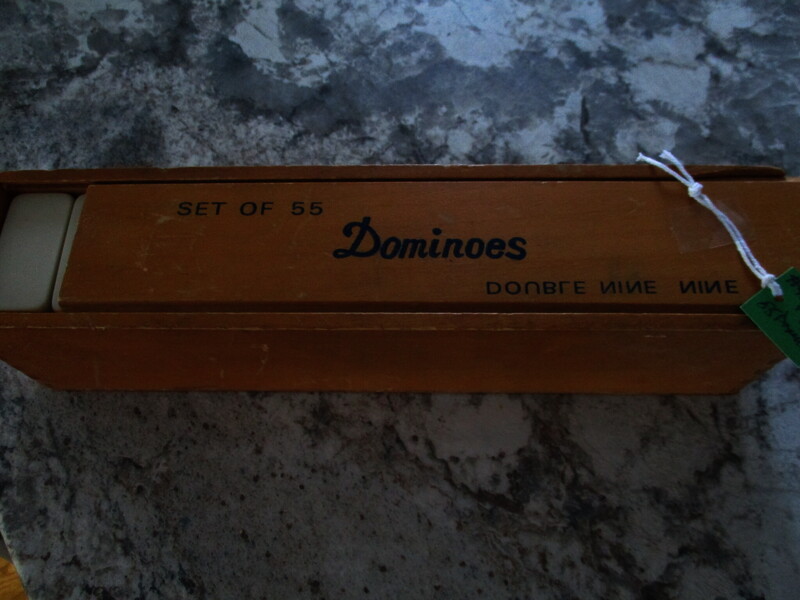 SET OF 55
Dominoes
DOUBLE NINE NINE